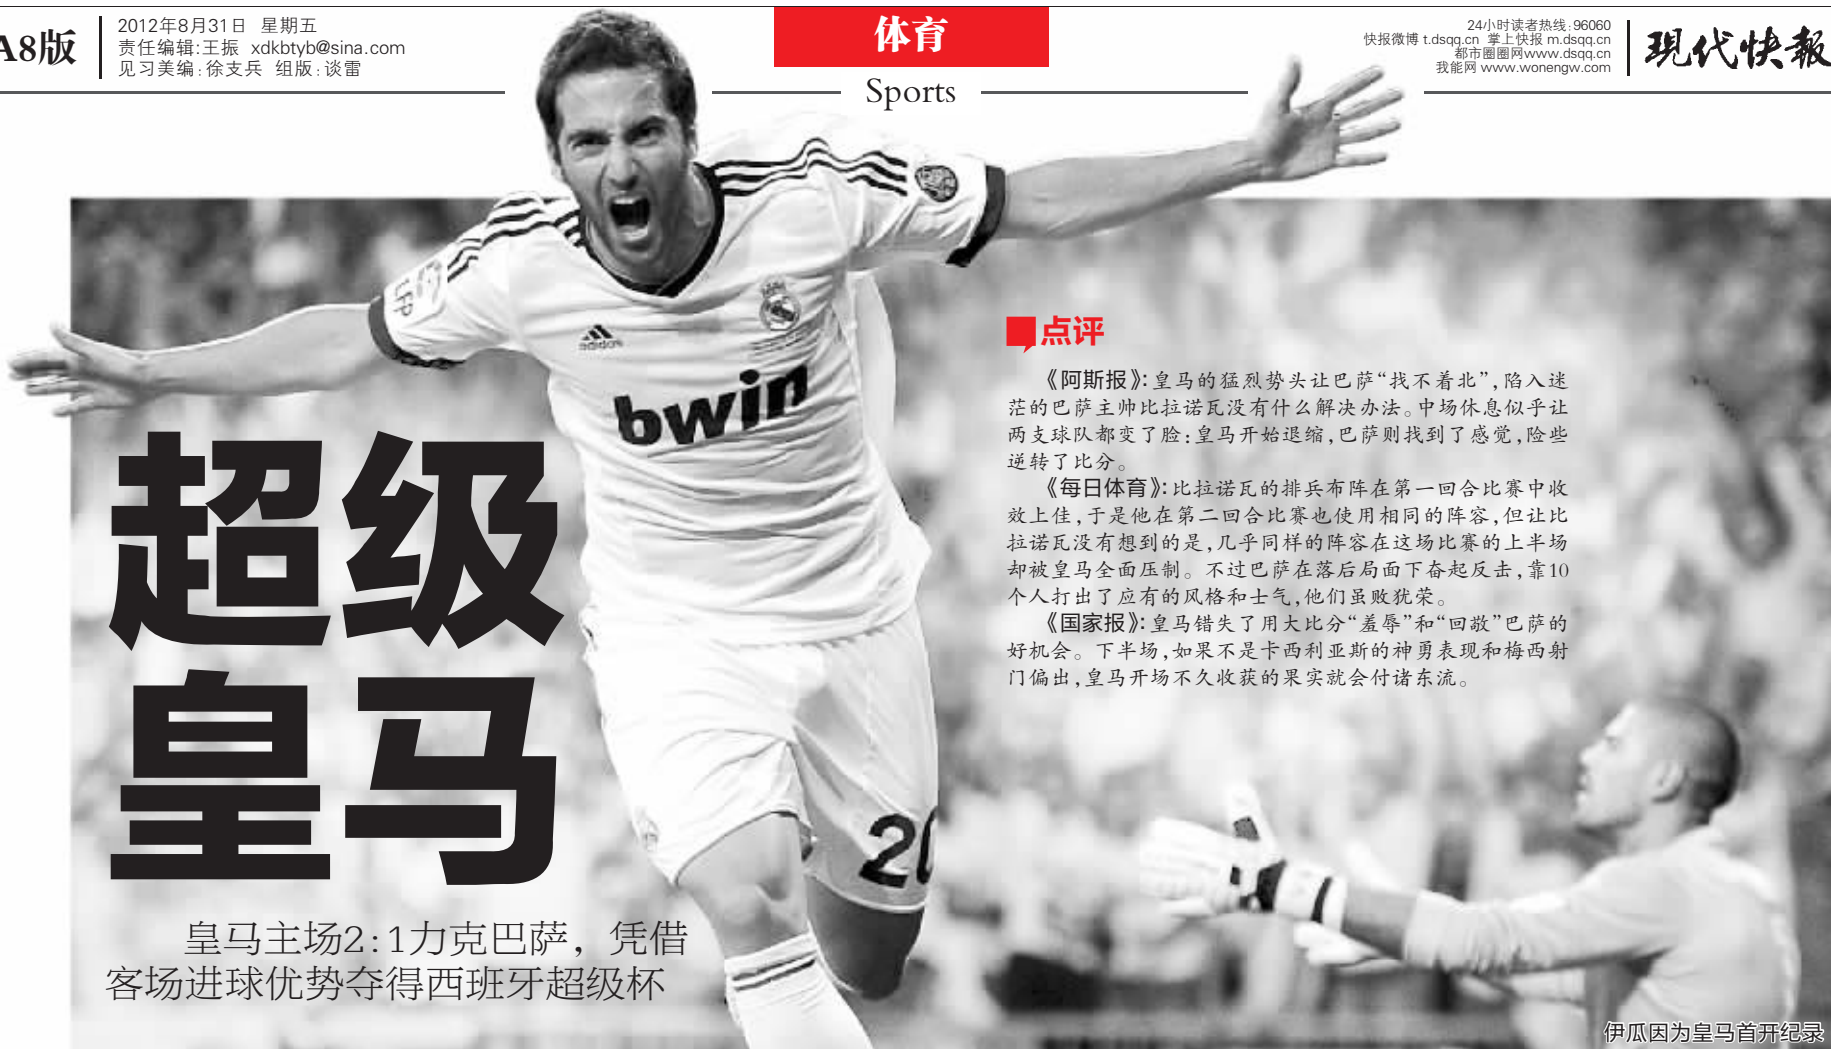 A8版
2012年8月31日 星期五
责任编辑:王振 xdkbtyb@sina.com
见习美编:徐支兵 组版:谈雷
体育
Sports
24小时读者热线:96060
快报微博 t.dsqq.cn 掌上快报 m.dsqq.cn
都市圈圈网www.dsqq.cn
我能网 www.wonengw.com
現代快報
LFP
adidas
bwin
20
点评
《阿斯报》:皇马的猛烈势头让巴萨“找不着北”,陷入迷
茫的巴萨主帅比拉诺瓦没有什么解决办法。中场休息似乎让
两支球队都变了脸:皇马开始退缩,巴萨则找到了感觉,险些
逆转了比分。
《每日体育》:比拉诺瓦的排兵布阵在第一回合比赛中收
效上佳,于是他在第二回合比赛也使用相同的阵容,但让比
拉诺瓦没有想到的是,几乎同样的阵容在这场比赛的上半场
却被皇马全面压制。不过巴萨在落后局面下奋起反击,靠10
个人打出了应有的风格和士气,他们虽败犹荣。
《国家报》:皇马错失了用大比分“羞辱”和“回敬”巴萨的
好机会。下半场,如果不是卡西利亚斯的神勇表现和梅西射
门偏出,皇马开场不久收获的果实就会付诸东流。
超级
皇马
皇马主场2:1力克巴萨，凭借
客场进球优势夺得西班牙超级杯
伊瓜因为皇马首开纪录